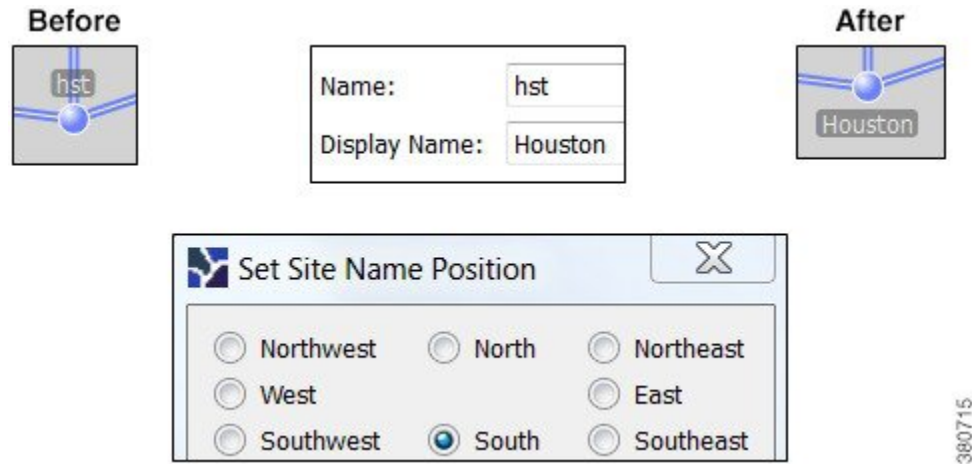 Before
After
hst
Name: hst
Display Name: Houston
Houston
Set Site Name Position
Northwest North Northeast
West East
Southwest South Southeast
380715